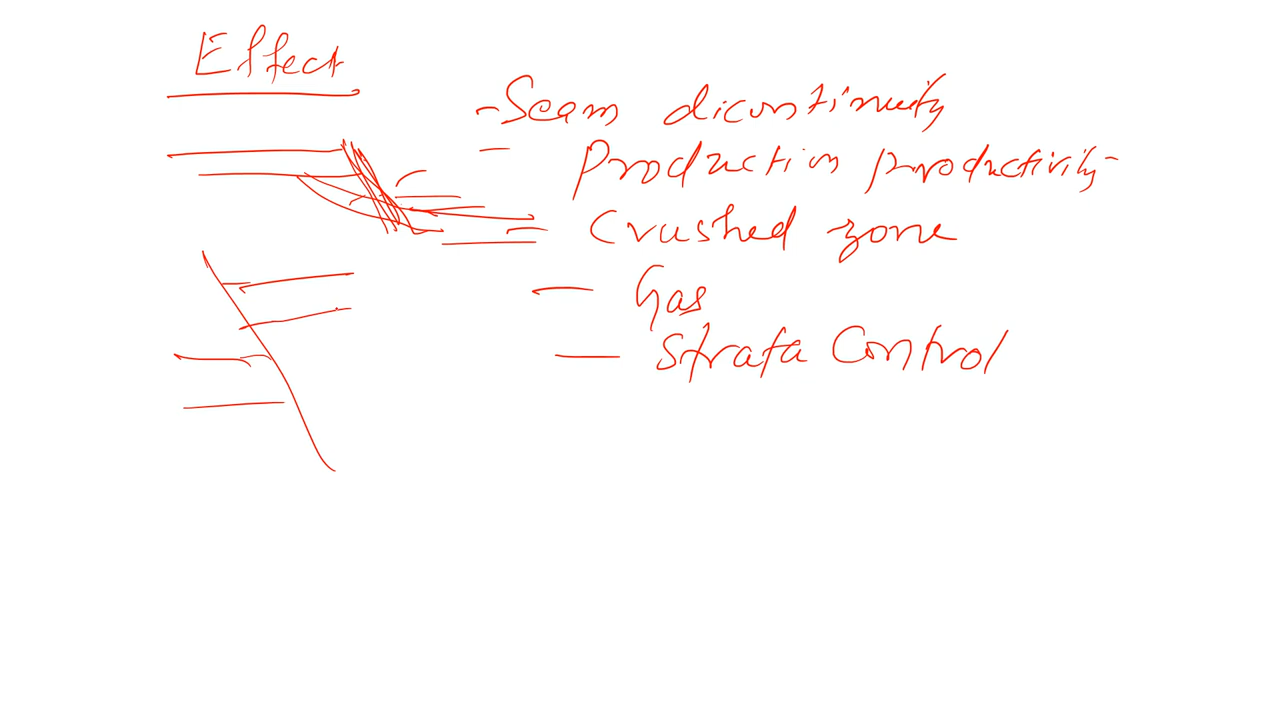 Effect
- Seam dicontinuity
- Production productivity
- Crushed zone
- Gas
- Strata Control